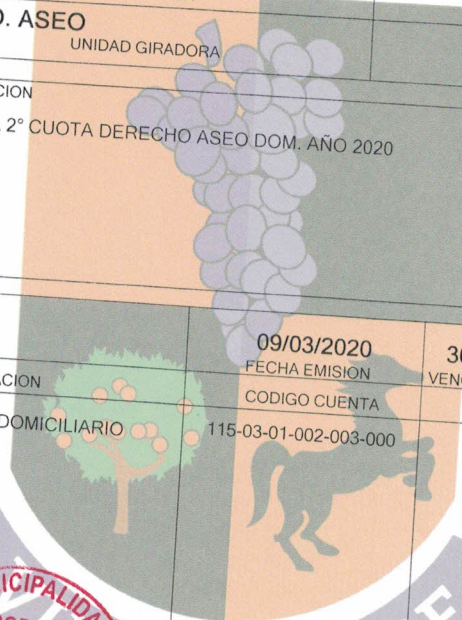 O. ASEO
UNIDAD GIRADORA
CION
2° CUOTA DERECHO ASEO DOM. AÑO 2020
09/03/2020
FECHA EMISION
ACION
CODIGO CUENTA
DOMICILIARIO
115-03-01-002-003-000
ICIPALIDA